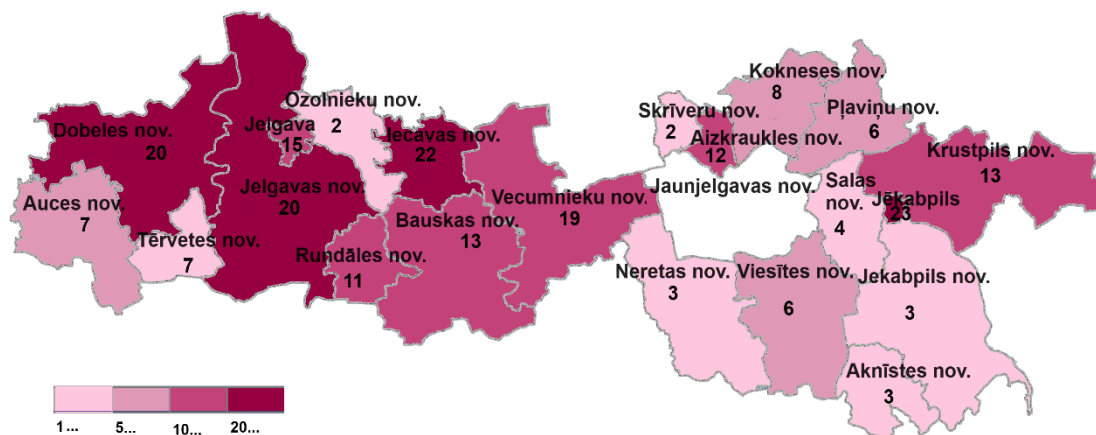 Kokneses nov.
8
Skrīveru nov.
2
Pļaviņu nov.
6
Ozolnieku nov.
2
Dobeles nov.
20
Jelgava
15
Iecavas nov.
22
Aizkraukles nov.
12
Krustpils nov.
13
Auces nov.
7
Jelgavas nov.
20
Vecumnieku nov.
19
Jaunjelgavas nov.
Salas
nov.
4
Jēkabpils
23
Tērvetes nov.
7
Bauskas nov.
13
Rundāles nov.
11
Neretas nov.
3
Viesītes nov.
6
Jekabpils nov.
3
Aknīstes nov.
3
1... 5... 10... 20...